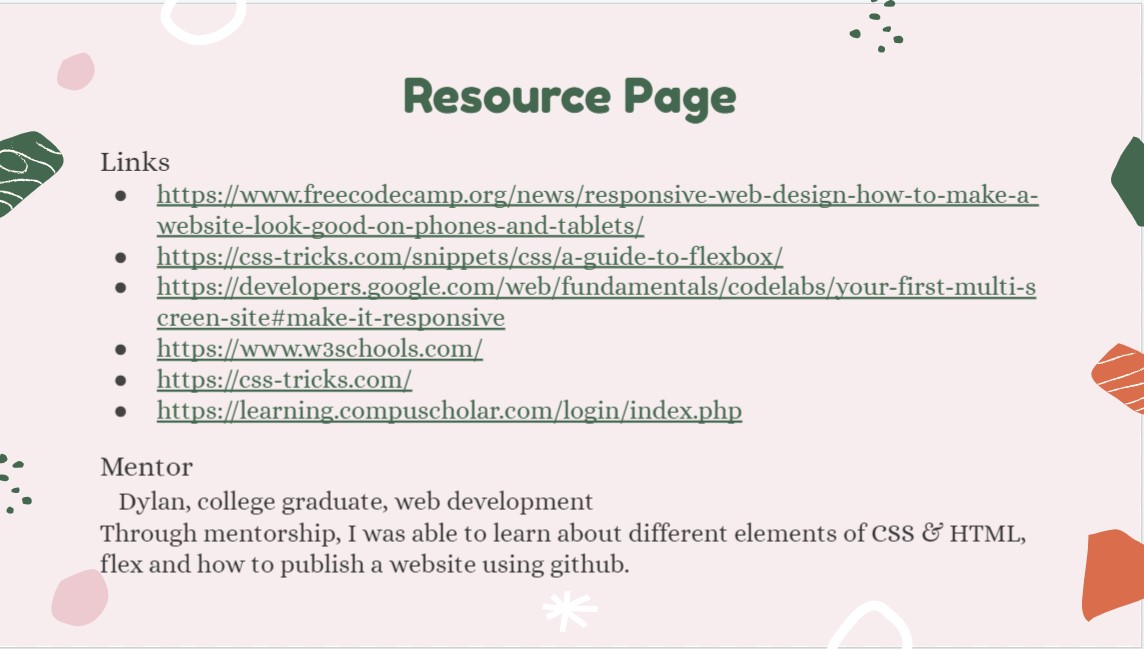 Resource Page
Links
● https://www.freecodecamp.org/news/responsive-web-design-how-to-make-a-
website-look-good-on-phones-and-tablets/
● https://css-tricks.com/snippets/css/a-guide-to-flexbox/
● https://developers.google.com/web/fundamentals/codelabs/your-first-multi-s
creen-site#make-it-responsive
● https://www.w3schools.com/
● https://css-tricks.com/
● https://learning.compuscholar.com/login/index.php
Mentor
Dylan, college graduate, web development
Through mentorship, I was able to learn about different elements of CSS & HTML,
flex and how to publish a website using github.